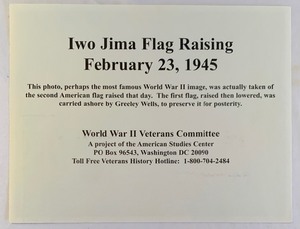 Iwo Jima Flag Raising
February 23, 1945
This photo, perhaps the most famous World War II image, was actually taken of
the second American flag raised that day. The first flag, raised then lowered, was
carried ashore by Greeley Wells, to preserve it for posterity.
World War II Veterans Committee
A project of the American Studies Center
PO Box 96543, Washington DC 20090
Toll Free Veterans History Hotline: 1-800-704-2484